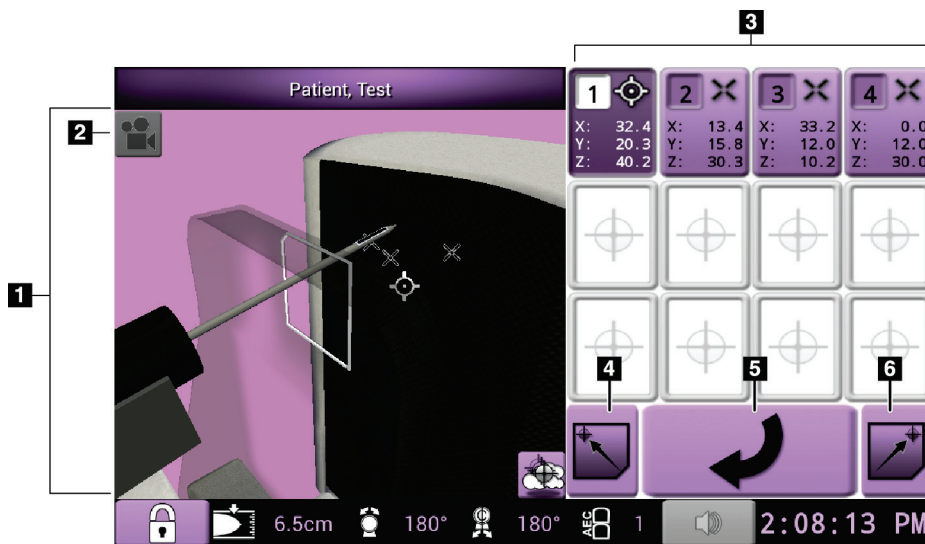 3
Patient, Test
1 2 3 4
X: 32.4 X: 13.4 X: 33.2 X: 0.0
Y: 20.3 Y: 15.8 Y: 12.0 Y: 12.0
Z: 40.2 Z: 30.3 Z: 10.2 Z: 30.0
2
1
4 5 6
6.5cm 180° C 180° AEC 1 2:08:13 PM